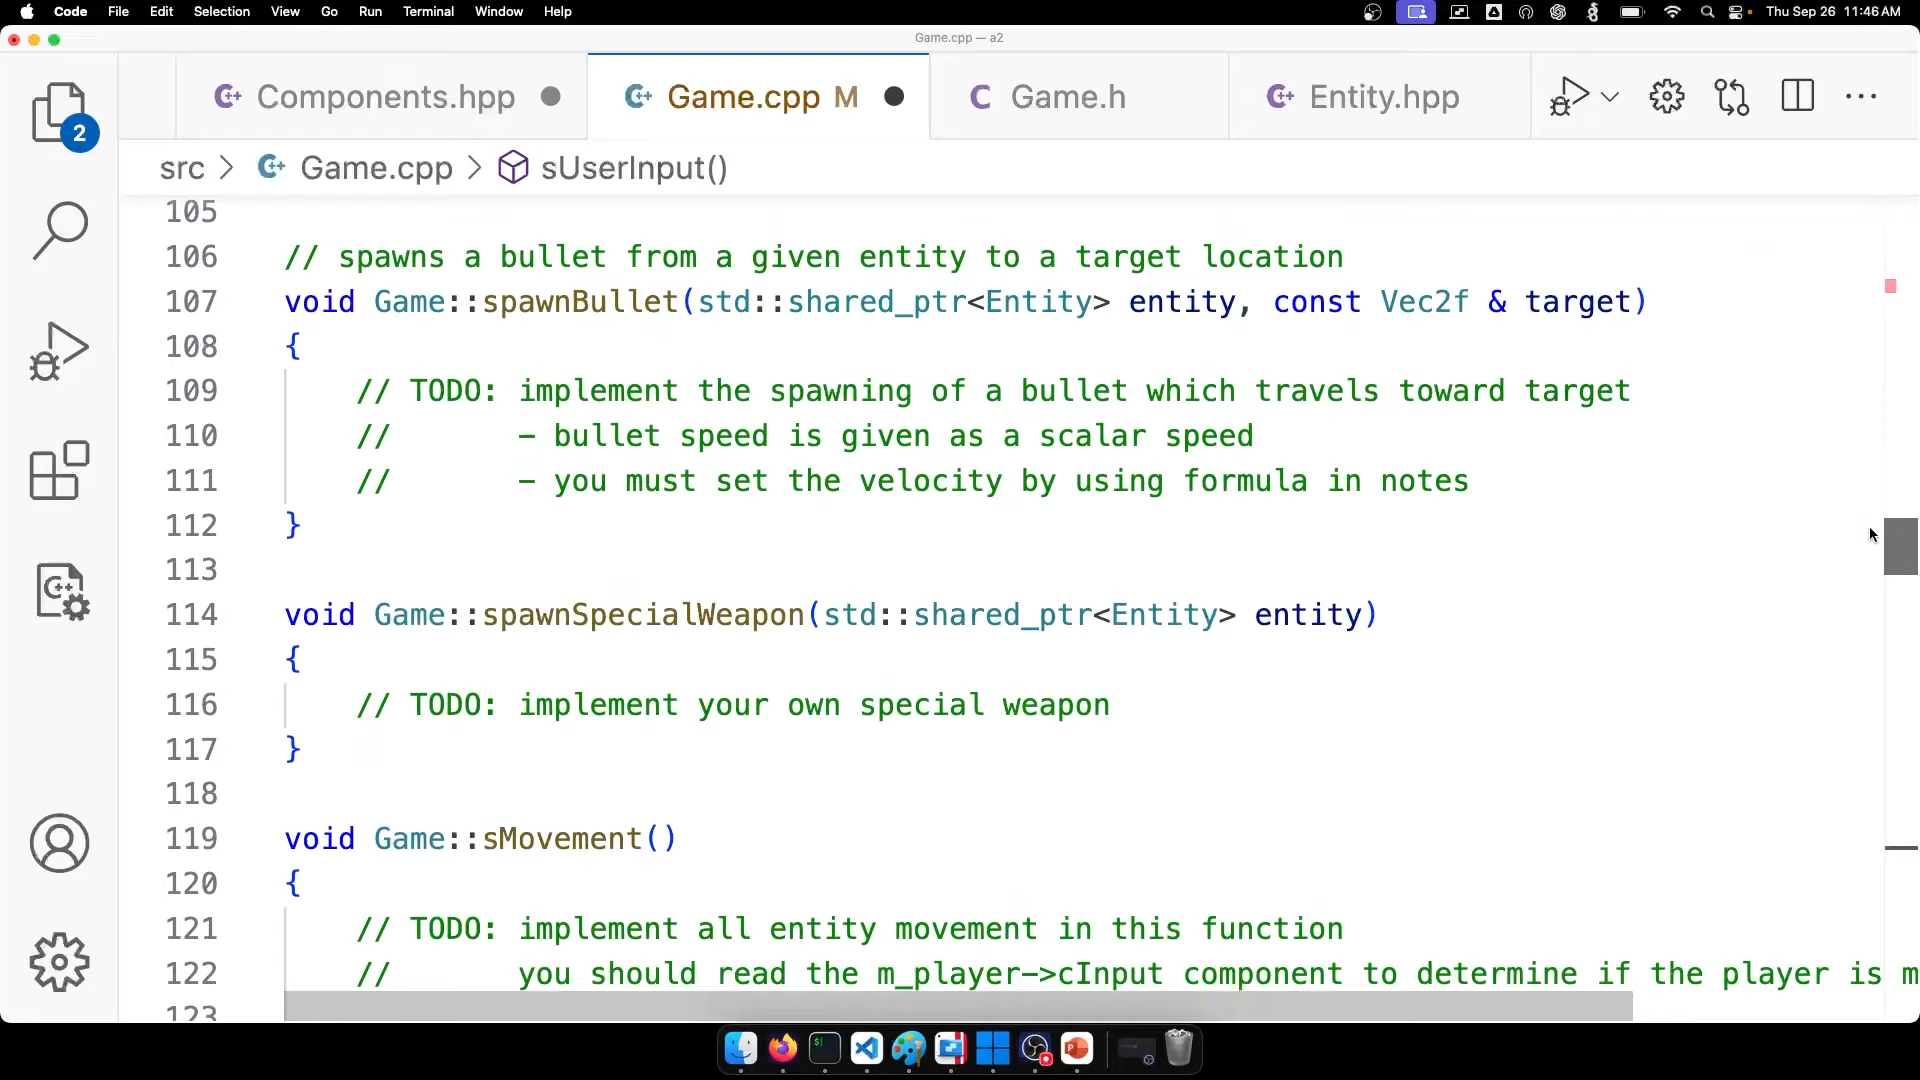 Code File Edit Selection View Go Run Terminal Window Help Thu Sep 26 11:46 AM
Game.cpp — a2
Components.hpp Game.cpp M Game.h Entity.hpp
2
src > Game.cpp > sUserInput()
105
106 // spawns a bullet from a given entity to a target location
107 void Game::spawnBullet(std::shared_ptr<Entity> entity, const Vec2f & target)
108 {
109 // TODO: implement the spawning of a bullet which travels toward target
110 // - bullet speed is given as a scalar speed
111 // - you must set the velocity by using formula in notes
112 }
113
114 void Game::spawnSpecialWeapon(std::shared_ptr<Entity> entity)
115 {
116 // TODO: implement your own special weapon
117 }
118
119 void Game::sMovement()
120 {
121 // TODO: implement all entity movement in this function
122 // you should read the m_player->cInput component to determine if the player is m
123